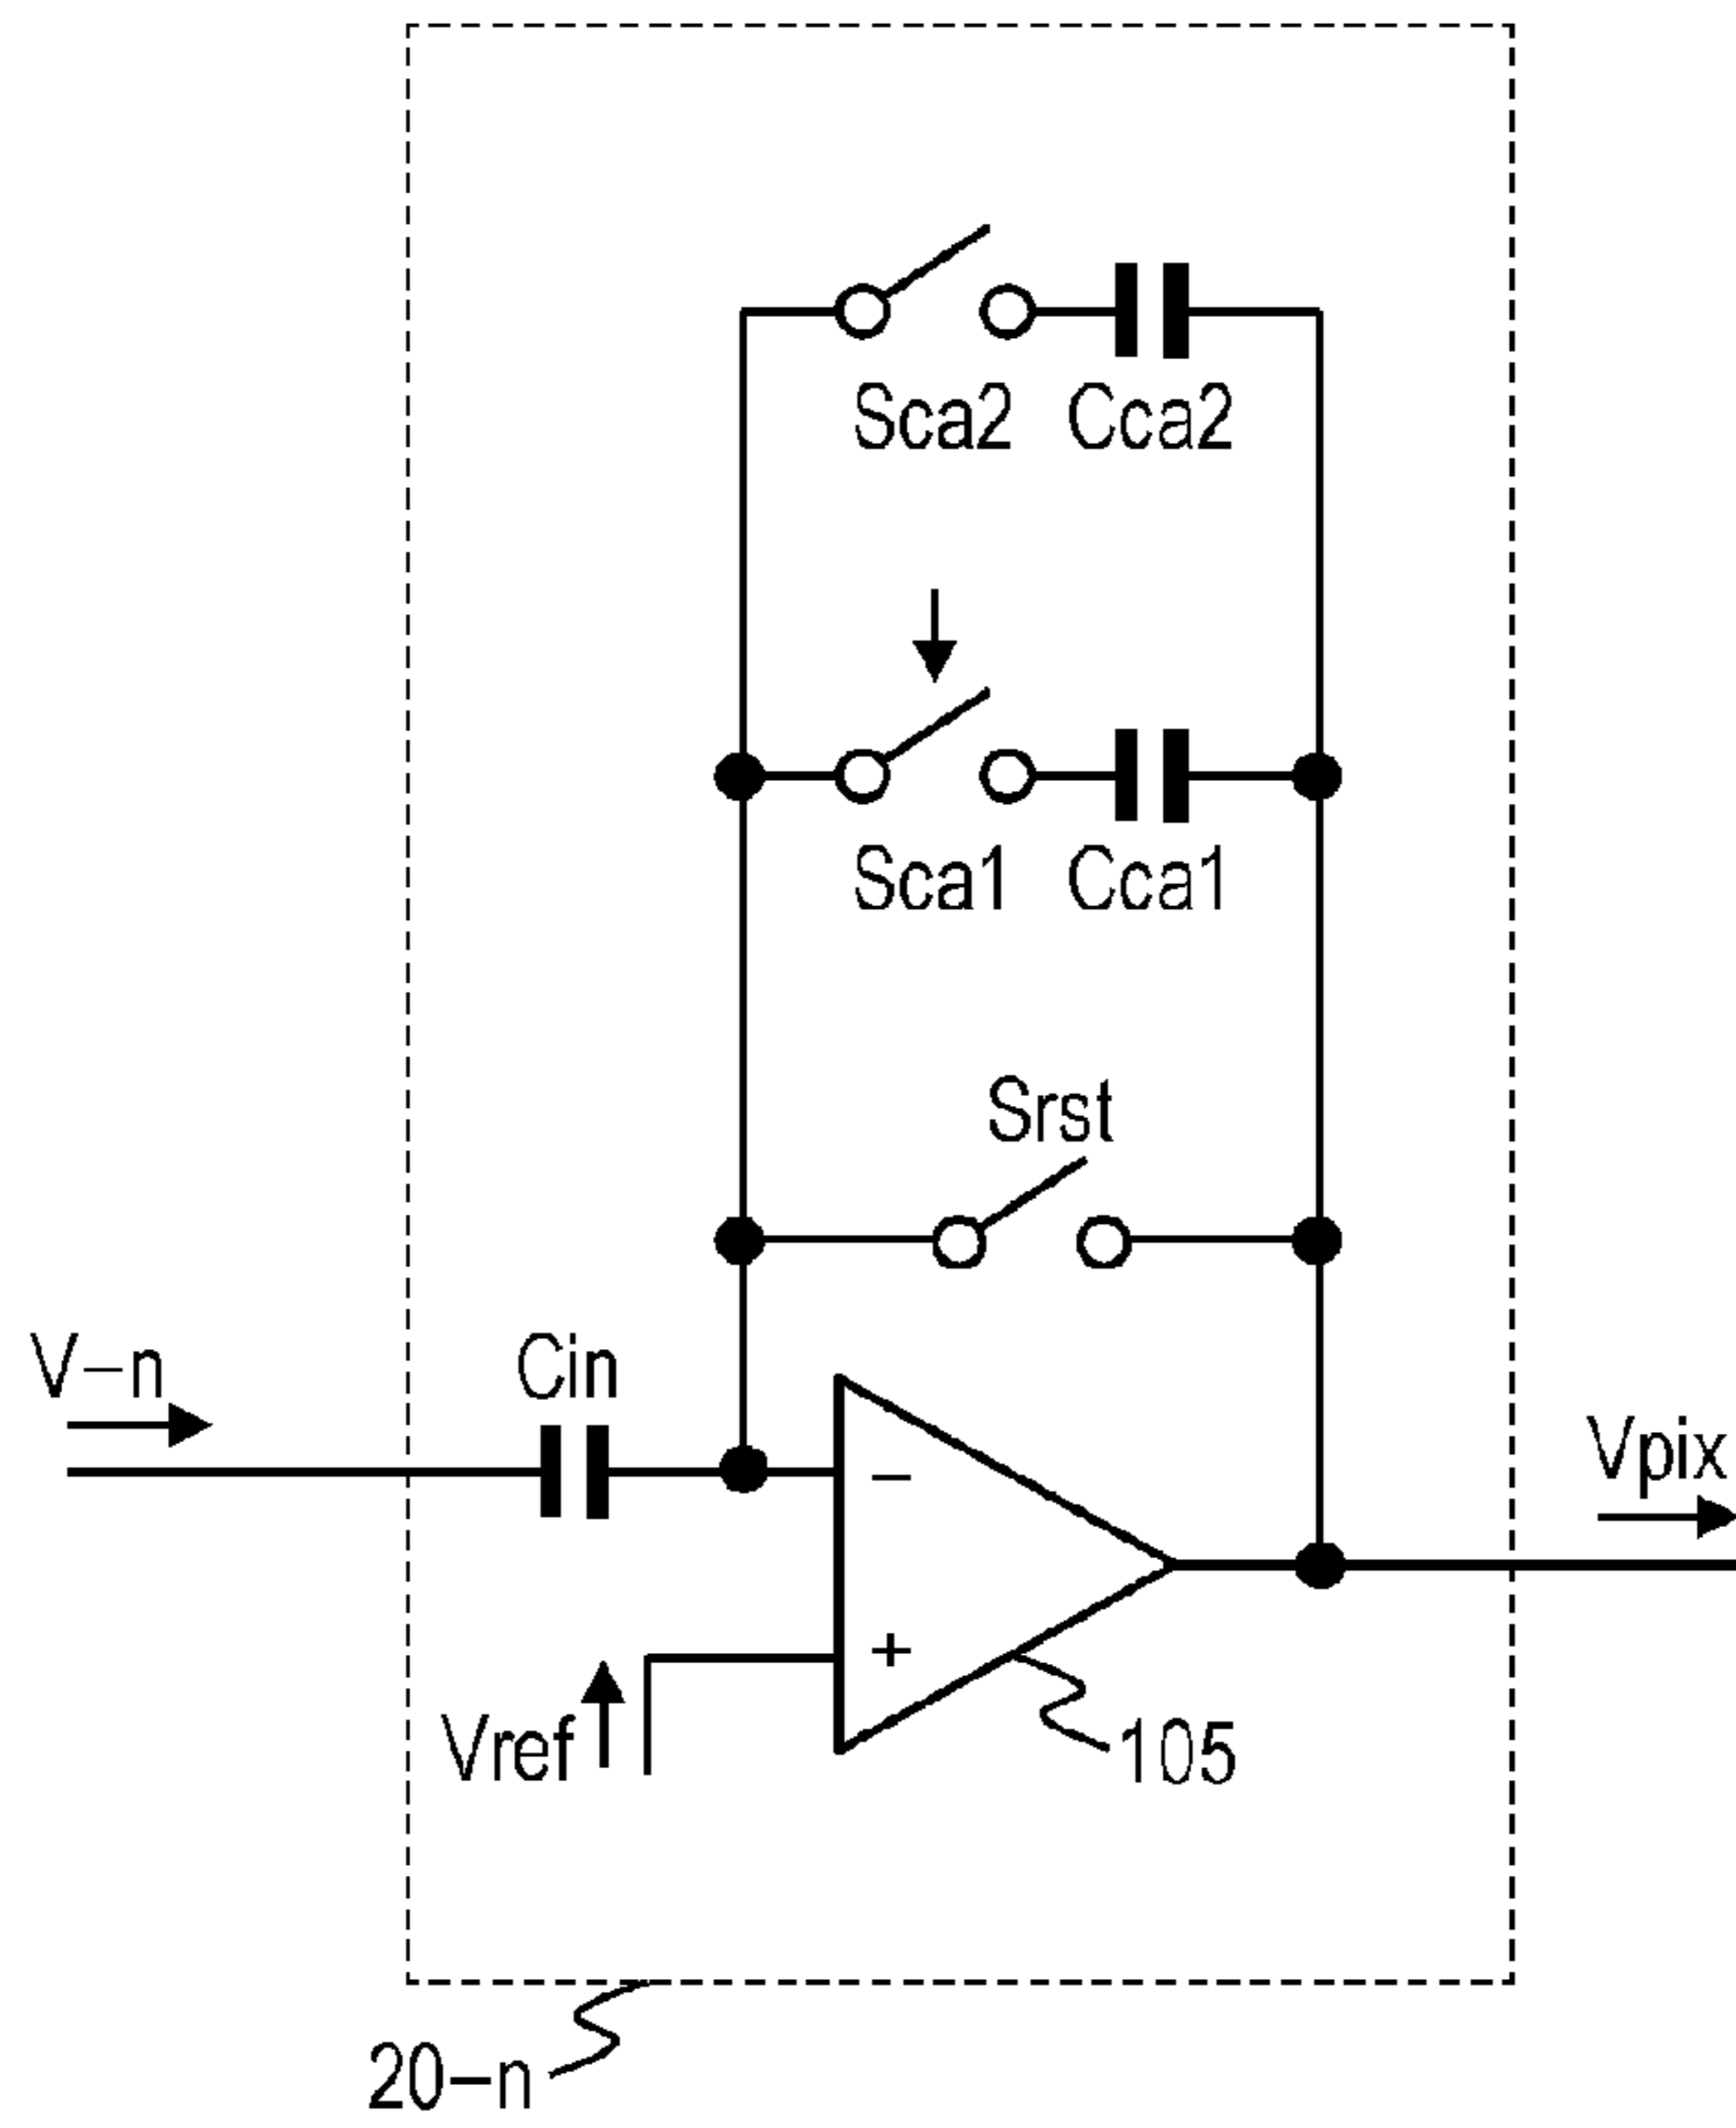 Sca2 Cca2
Sca1 Cca1
Srst
V-n
Cin
Vpix
-
+
Vref
105
20-n